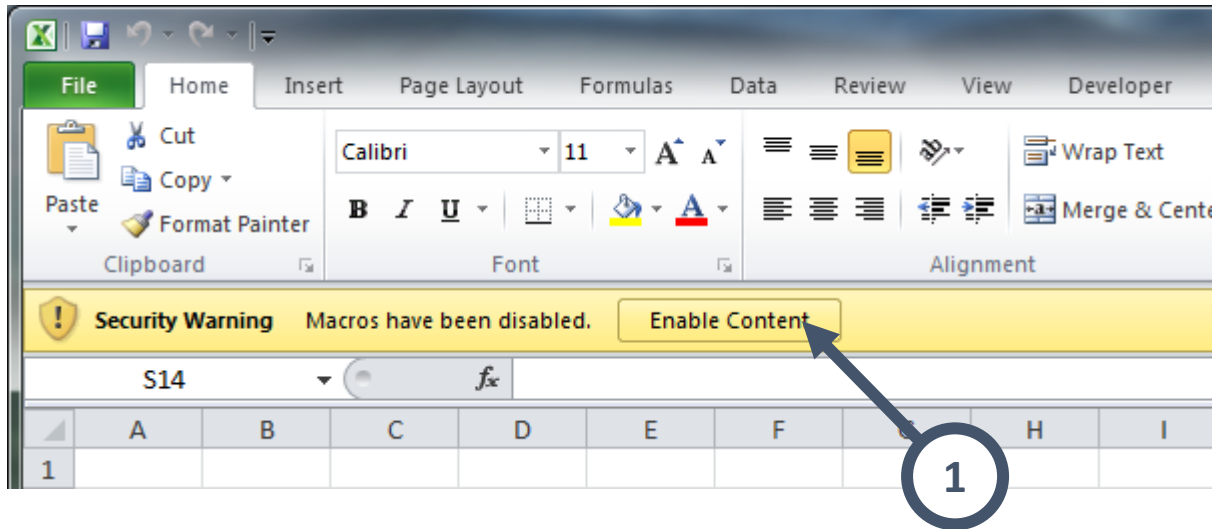 File Home Insert Page Layout Formulas Data Review View Developer
Cut
Calibri 11 A A Wrap Text
Copy
Paste
B I U A a Merge & Cente
Format Painter
Clipboard Font Alignment
! Security Warning Macros have been disabled. Enable Content
S14 fx
A B C D E F G H I
1
1